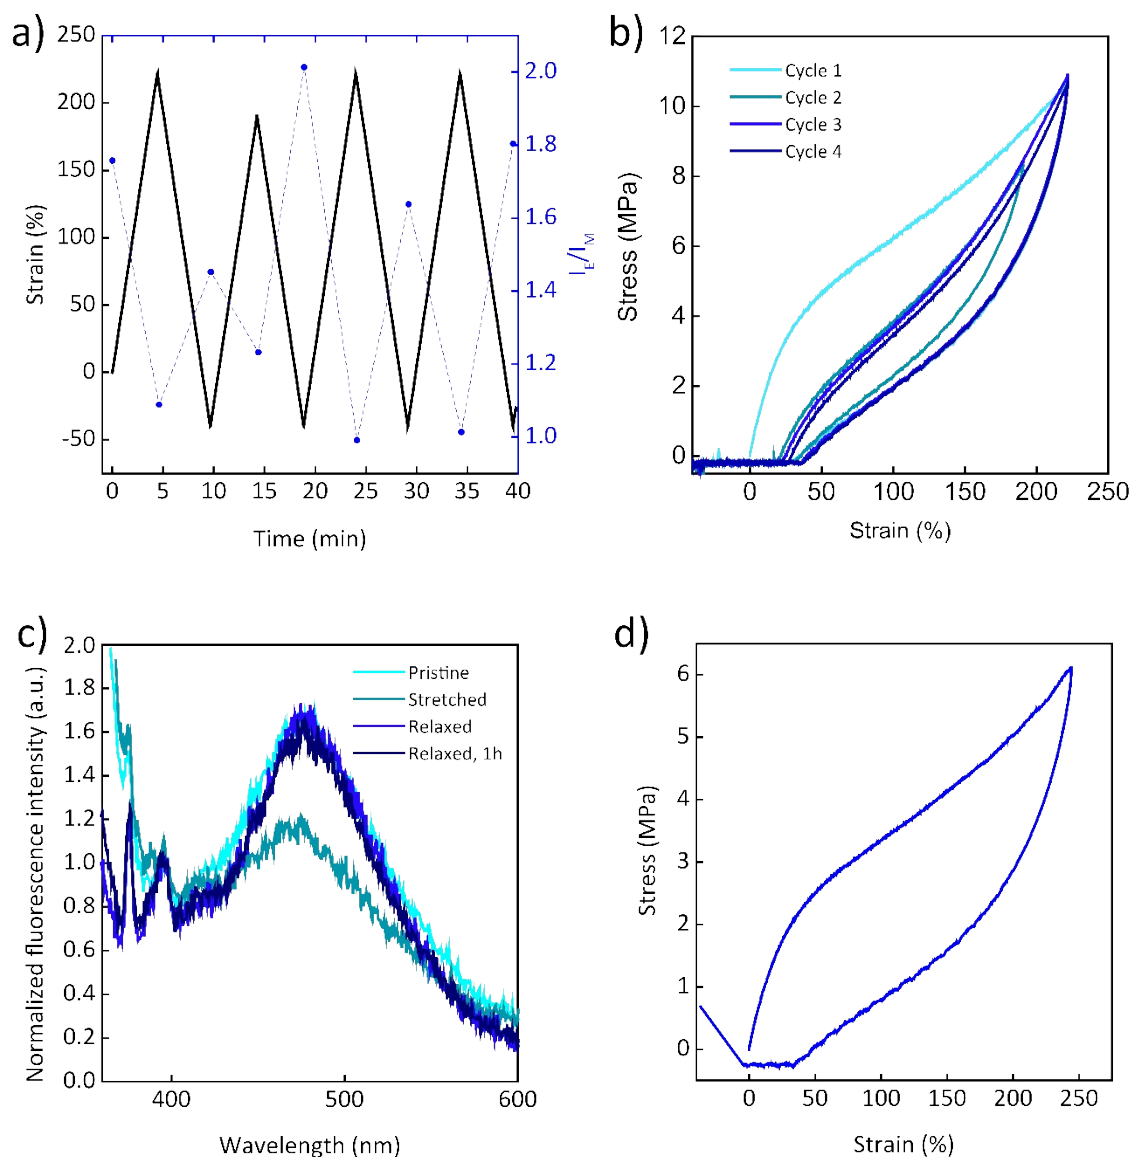 a)
250
200
150
100
50
0
-50
Strain (%)
0 5 10 15 20 25 30 35 40
Time (min)
2.0
1.8
1.6
1.4
1.2
1.0
I_E/I_M
b)
12
10
8
6
4
2
0
Stress (MPa)
Cycle 1
Cycle 2
Cycle 3
Cycle 4
0 50 100 150 200 250
Strain (%)
c)
2.0
1.8
1.6
1.4
1.2
1.0
0.8
0.6
0.4
0.2
0.0
Normalized fluorescence intensity (a.u.)
Pristine
Stretched
Relaxed
Relaxed, 1h
400 500 600
Wavelength (nm)
d)
6
5
4
3
2
1
0
Stress (MPa)
0 50 100 150 200 250
Strain (%)